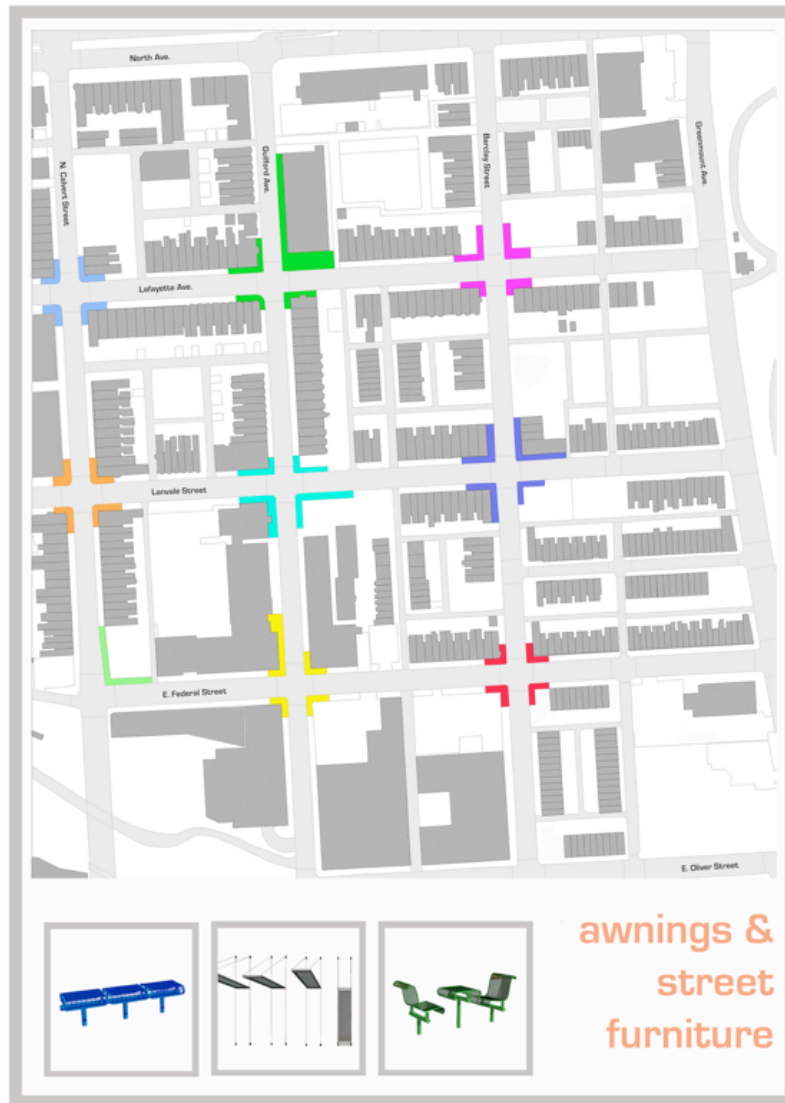 North Ave.
N. Calvert Street
Guilford Ave.
Barclay Street
Greenmount Ave.
Lafayette Ave.
Lanvale Street
E. Federal Street
E. Oliver Street
awnings &
street
furniture